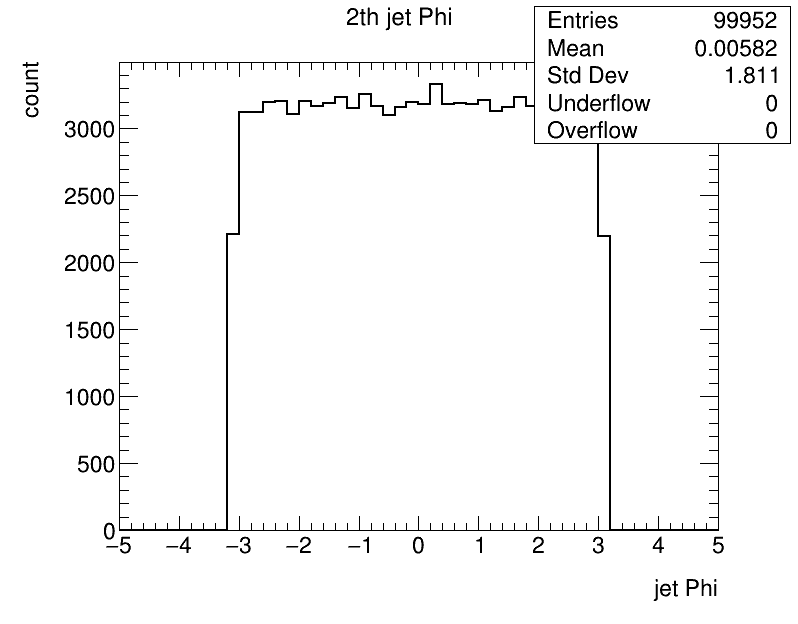 2th jet Phi
Entries 99952
Mean 0.00582
Std Dev 1.811
Underflow 0
Overflow 0
count
3000
2500
2000
1500
1000
500
0
−5 −4 −3 −2 −1 0 1 2 3 4 5
jet Phi